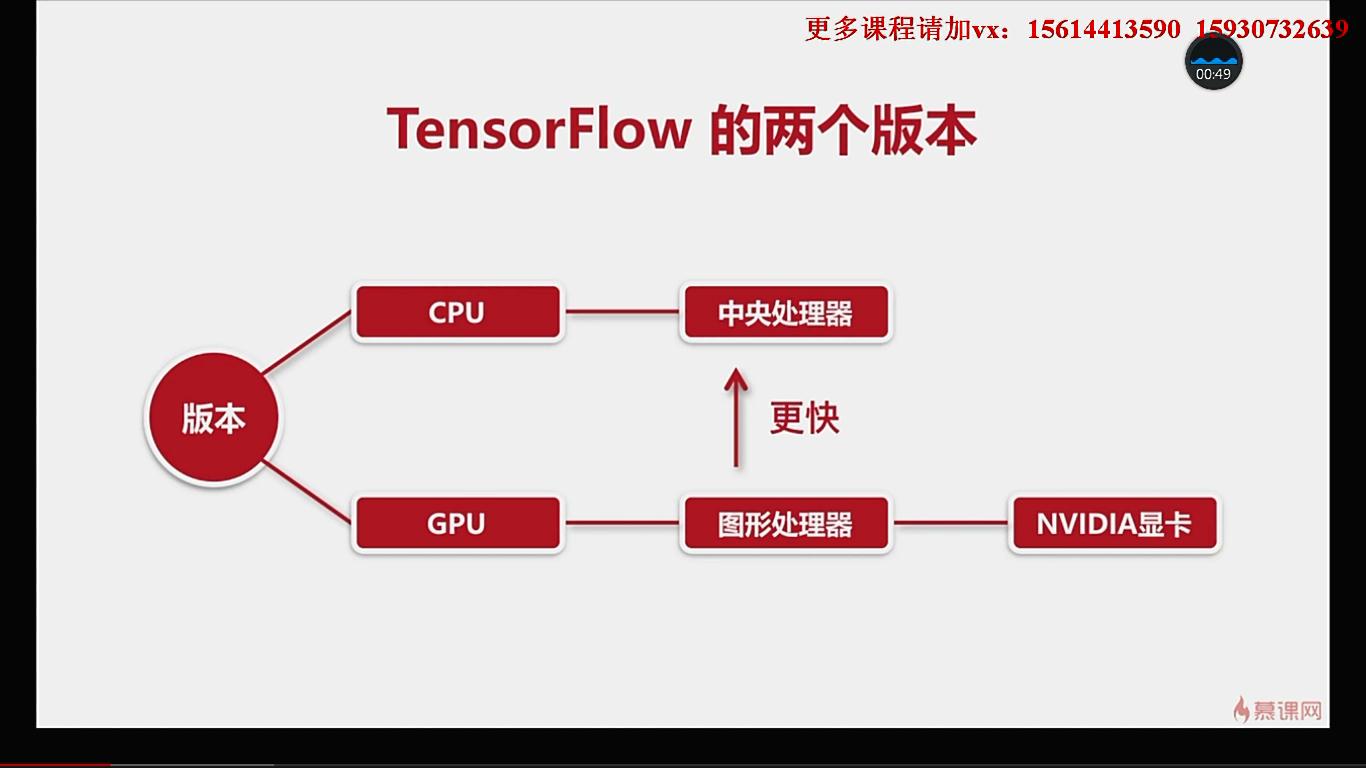 更多课程请加vx：15614413590 15930732639
00:49
TensorFlow 的两个版本
CPU
中央处理器
版本
更快
GPU
图形处理器
NVIDIA显卡
慕课网